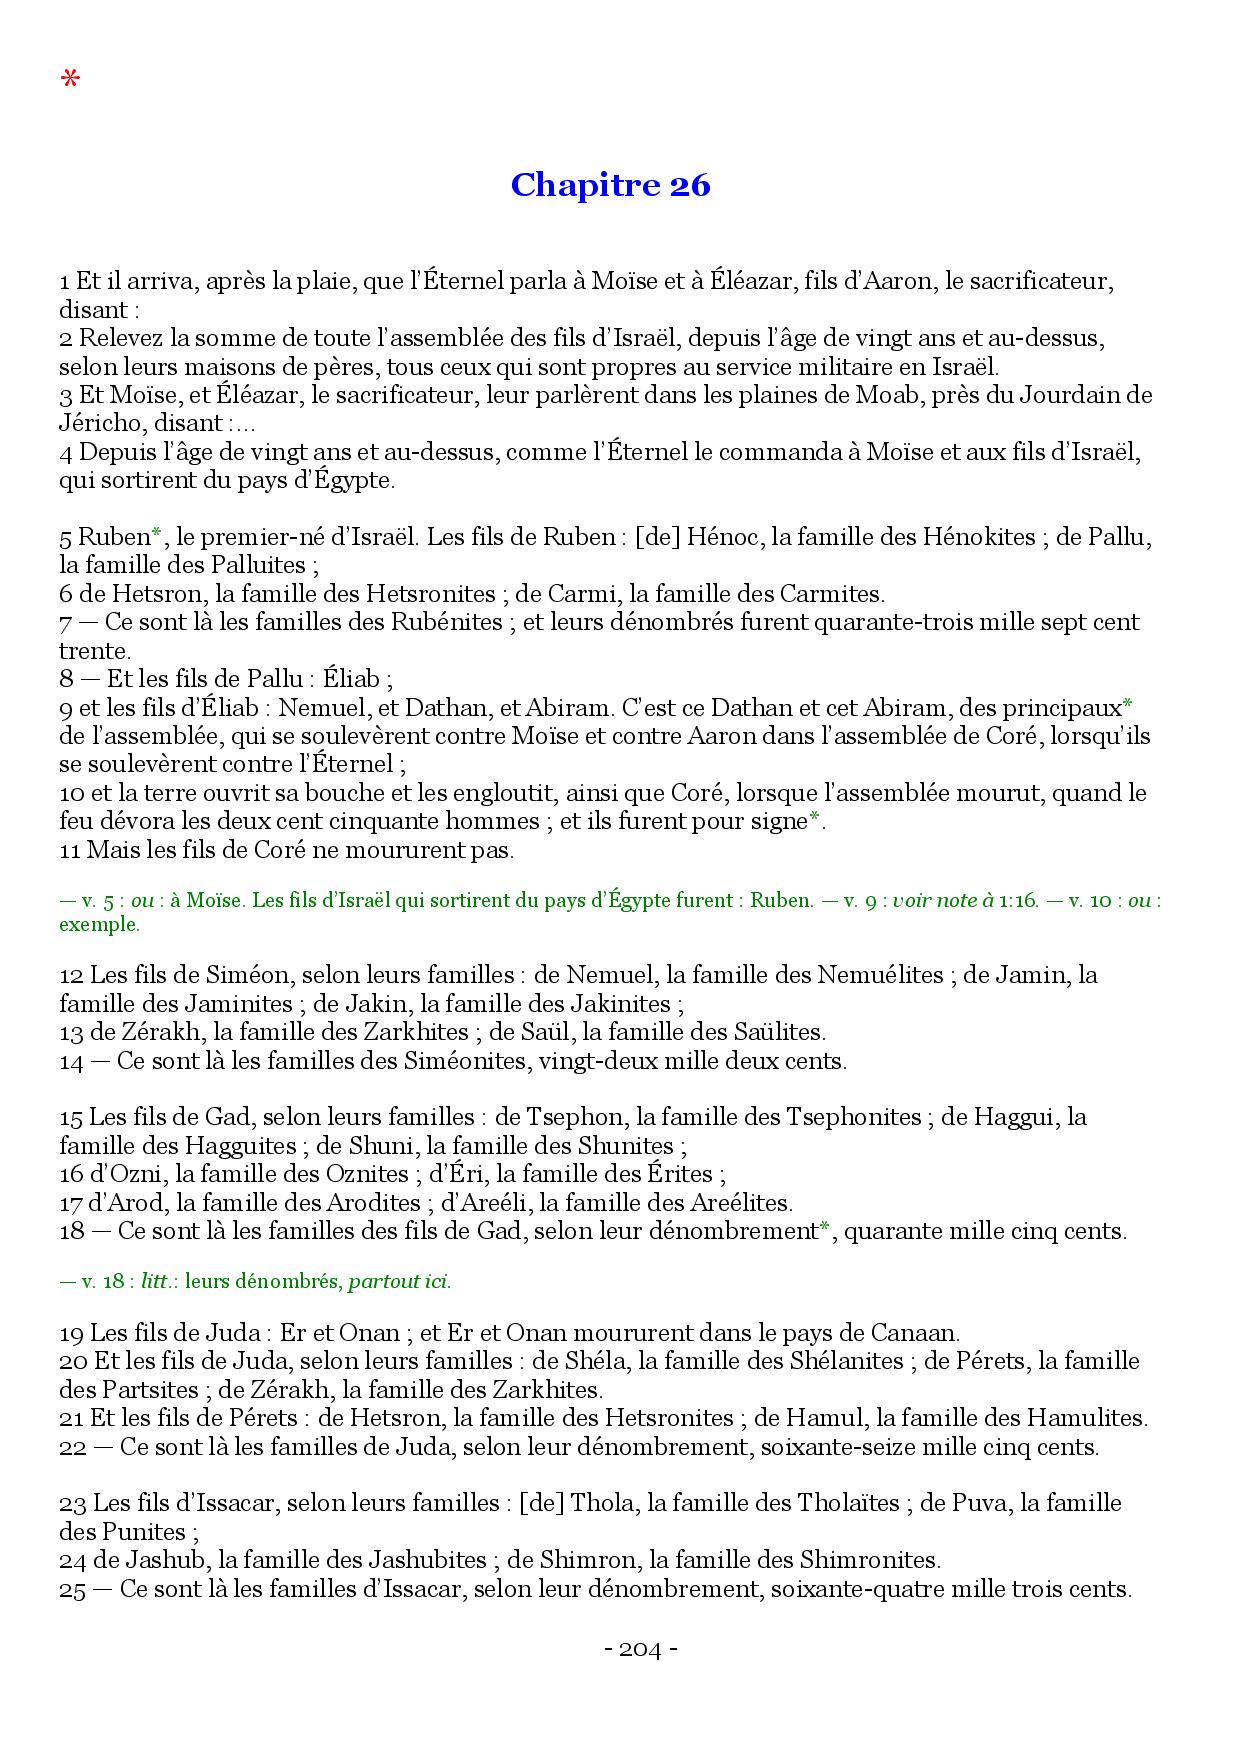 *
Chapitre 26
1 Et il arriva, après la plaie, que l’Éternel parla à Moïse et à Éléazar, fils d’Aaron, le sacrificateur,
disant :
2 Relevez la somme de toute l’assemblée des fils d’Israël, depuis l’âge de vingt ans et au-dessus,
selon leurs maisons de pères, tous ceux qui sont propres au service militaire en Israël.
3 Et Moïse, et Éléazar, le sacrificateur, leur parlèrent dans les plaines de Moab, près du Jourdain de
Jéricho, disant :…
4 Depuis l’âge de vingt ans et au-dessus, comme l’Éternel le commanda à Moïse et aux fils d’Israël,
qui sortirent du pays d’Égypte.
5 Ruben*, le premier-né d’Israël. Les fils de Ruben : [de] Hénoc, la famille des Hénokites ; de Pallu,
la famille des Palluites ;
6 de Hetsron, la famille des Hetsronites ; de Carmi, la famille des Carmites.
7 — Ce sont là les familles des Rubénites ; et leurs dénombrés furent quarante-trois mille sept cent
trente.
8 — Et les fils de Pallu : Éliab ;
9 et les fils d’Éliab : Nemuel, et Dathan, et Abiram. C’est ce Dathan et cet Abiram, des principaux*
de l’assemblée, qui se soulevèrent contre Moïse et contre Aaron dans l’assemblée de Coré, lorsqu’ils
se soulevèrent contre l’Éternel ;
10 et la terre ouvrit sa bouche et les engloutit, ainsi que Coré, lorsque l’assemblée mourut, quand le
feu dévora les deux cent cinquante hommes ; et ils furent pour signe*.
11 Mais les fils de Coré ne moururent pas.
— v. 5 : ou : à Moïse. Les fils d’Israël qui sortirent du pays d’Égypte furent : Ruben. — v. 9 : voir note à 1:16. — v. 10 : ou :
exemple.
12 Les fils de Siméon, selon leurs familles : de Nemuel, la famille des Nemuélites ; de Jamin, la
famille des Jaminites ; de Jakin, la famille des Jakinites ;
13 de Zérakh, la famille des Zarkhites ; de Saül, la famille des Saülites.
14 — Ce sont là les familles des Siméonites, vingt-deux mille deux cents.
15 Les fils de Gad, selon leurs familles : de Tsephon, la famille des Tsephonites ; de Haggui, la
famille des Hagguites ; de Shuni, la famille des Shunites ;
16 d’Ozni, la famille des Oznites ; d’Éri, la famille des Érites ;
17 d’Arod, la famille des Arodites ; d’Areéli, la famille des Areélites.
18 — Ce sont là les familles des fils de Gad, selon leur dénombrement*, quarante mille cinq cents.
— v. 18 : litt.: leurs dénombrés, partout ici.
19 Les fils de Juda : Er et Onan ; et Er et Onan moururent dans le pays de Canaan.
20 Et les fils de Juda, selon leurs familles : de Shéla, la famille des Shélanites ; de Pérets, la famille
des Partsites ; de Zérakh, la famille des Zarkhites.
21 Et les fils de Pérets : de Hetsron, la famille des Hetsronites ; de Hamul, la famille des Hamulites.
22 — Ce sont là les familles de Juda, selon leur dénombrement, soixante-seize mille cinq cents.
23 Les fils d’Issacar, selon leurs familles : [de] Thola, la famille des Tholaïtes ; de Puva, la famille
des Punites ;
24 de Jashub, la famille des Jashubites ; de Shimron, la famille des Shimronites.
25 — Ce sont là les familles d’Issacar, selon leur dénombrement, soixante-quatre mille trois cents.
- 204 -